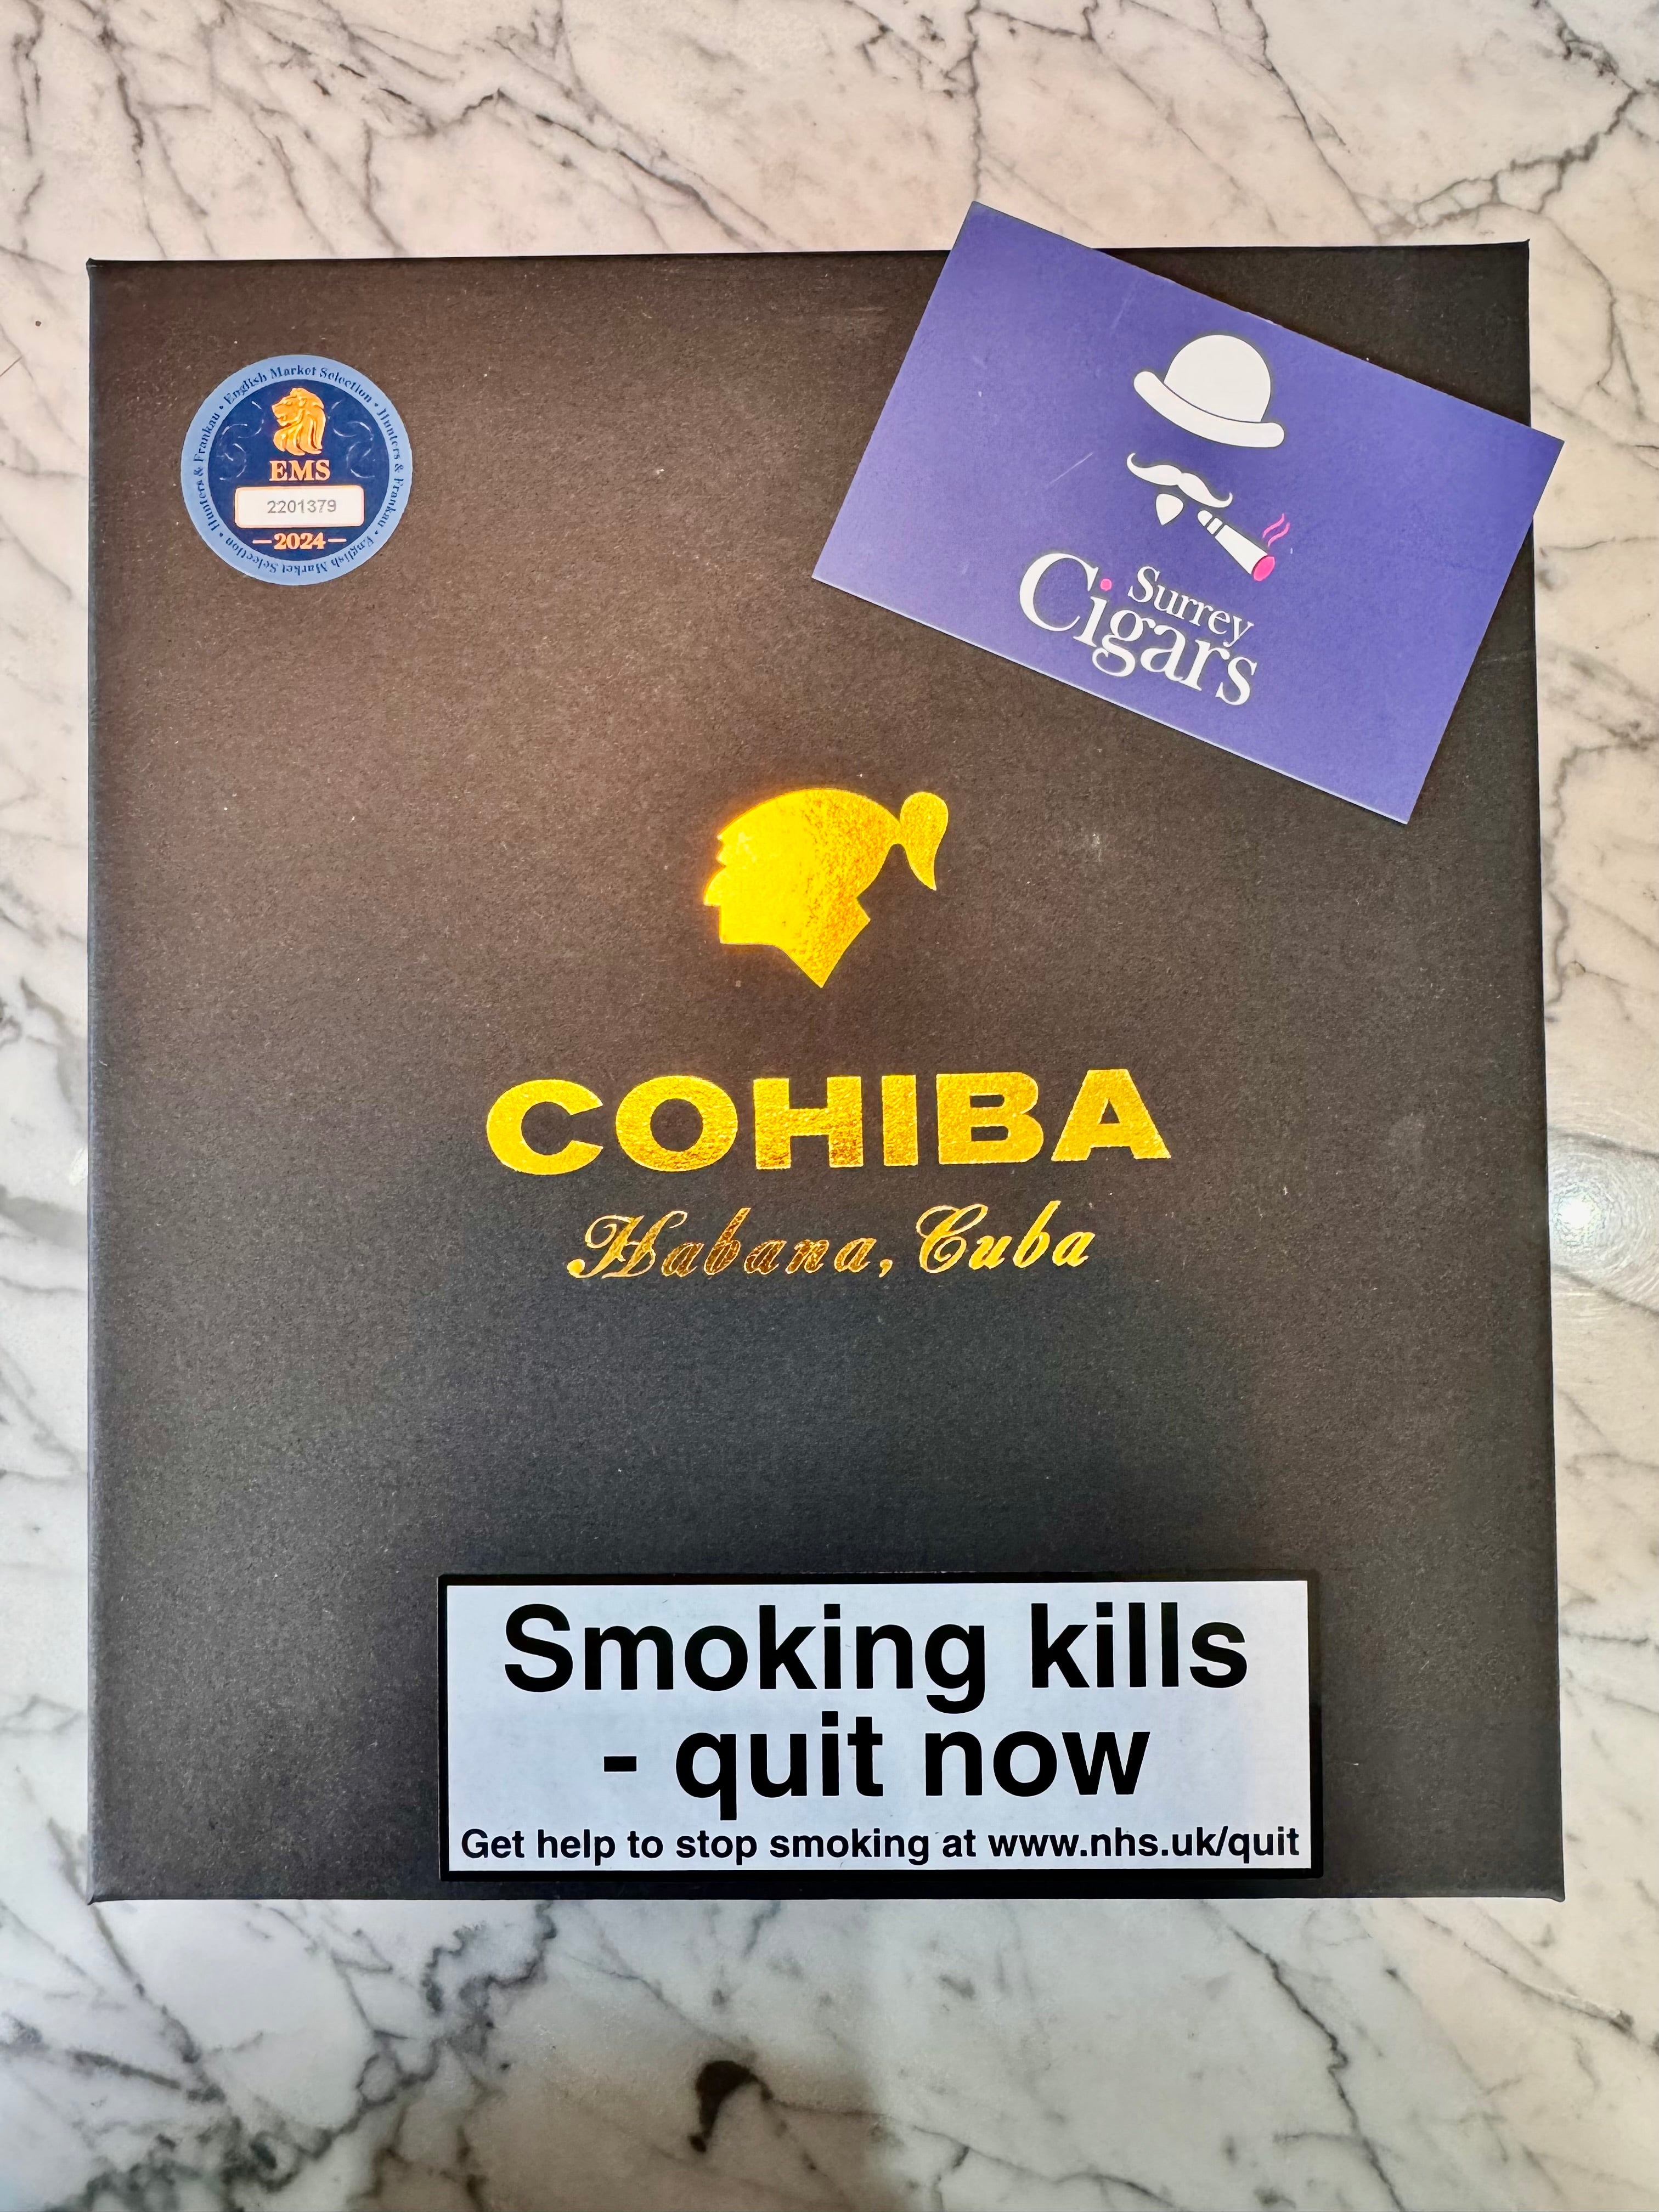 English Market Selection • Hunters & Frankau • English Market Selection • Hunters & Frankau •
EMS
2201379
2024
Surrey
Cigars
COHIBA
Habana, Cuba
Smoking kills
- quit now
Get help to stop smoking at www.nhs.uk/quit